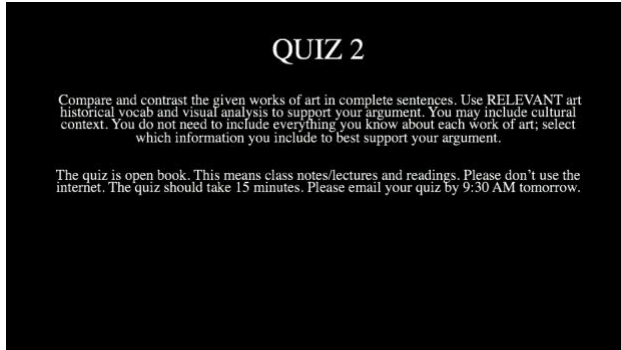 QUIZ 2
Compare and contrast the given works of art in complete sentences. Use RELEVANT art
historical vocab and visual analysis to support your argument. You may include cultural
context. You do not need to include everything you know about each work of art; select
which information you include to best support your argument.
The quiz is open book. This means class notes/lectures and readings. Please don’t use the
internet. The quiz should take 15 minutes. Please email your quiz by 9:30 AM tomorrow.